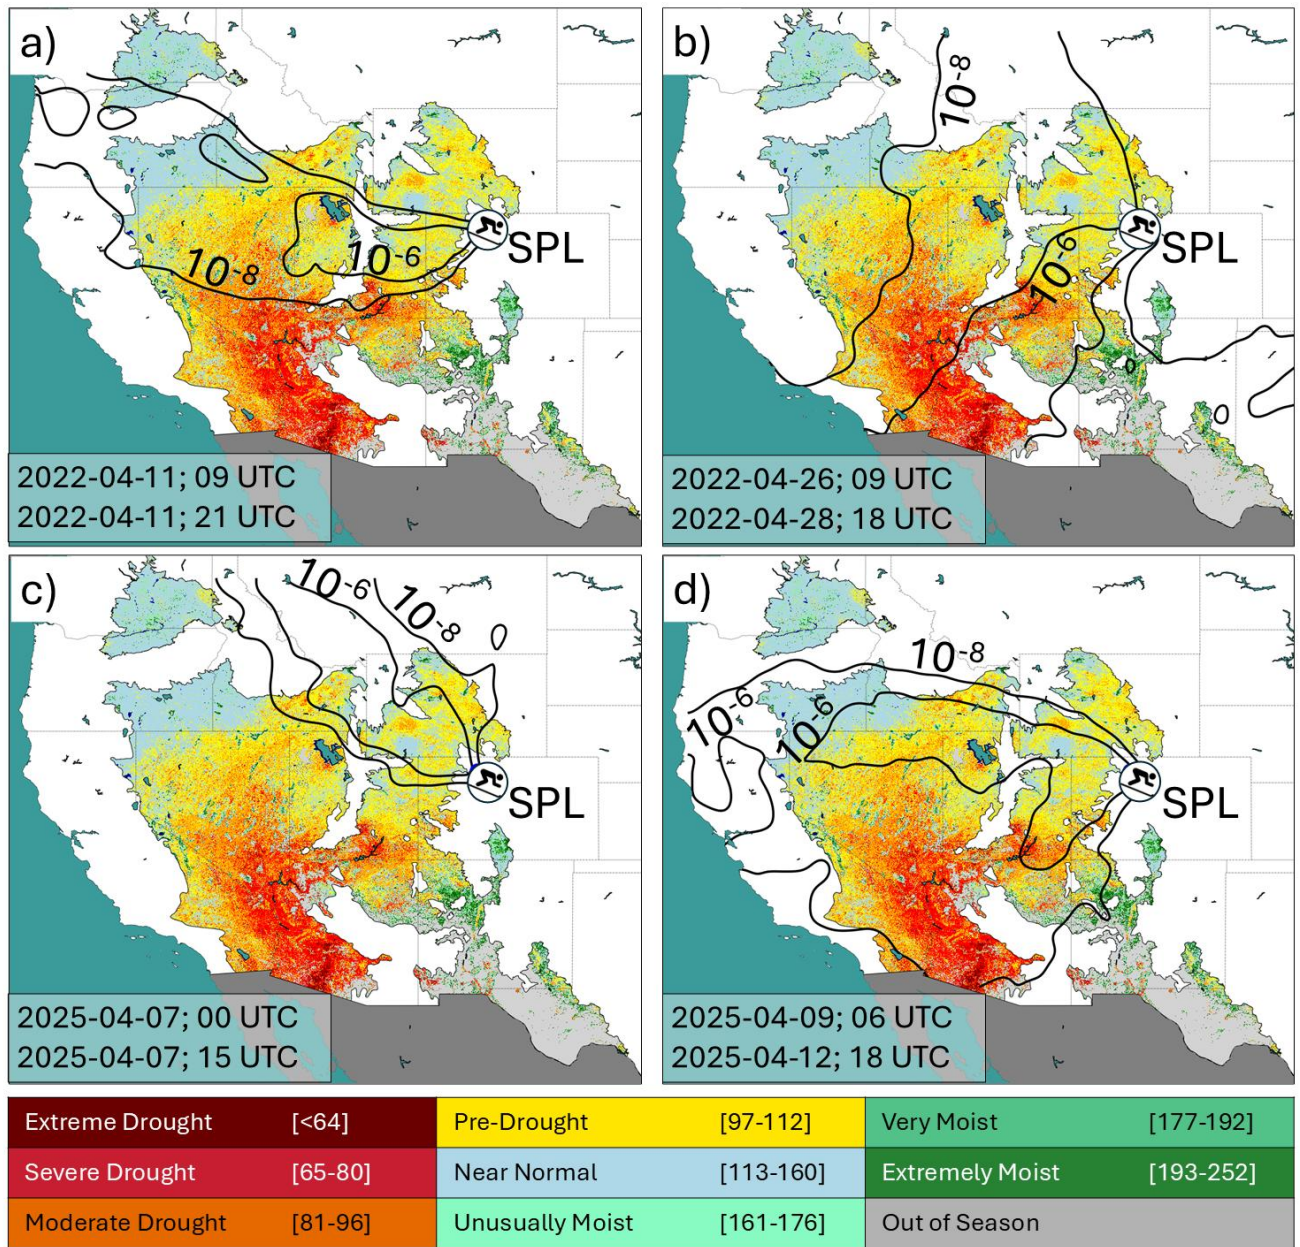 a)
10-8
10-6
SPL
2022-04-11; 09 UTC
2022-04-11; 21 UTC
b)
10-8
10-6
2022-04-26; 09 UTC
2022-04-28; 18 UTC
c)
10-6
10-8
SPL
2025-04-07; 00 UTC
2025-04-07; 15 UTC
d)
10-8
10-6
10-6
SPL
2025-04-09; 06 UTC
2025-04-12; 18 UTC
Extreme Drought [<64] Pre-Drought [97-112] Very Moist [177-192]
Severe Drought [65-80] Near Normal [113-160] Extremely Moist [193-252]
Moderate Drought [81-96] Unusually Moist [161-176] Out of Season